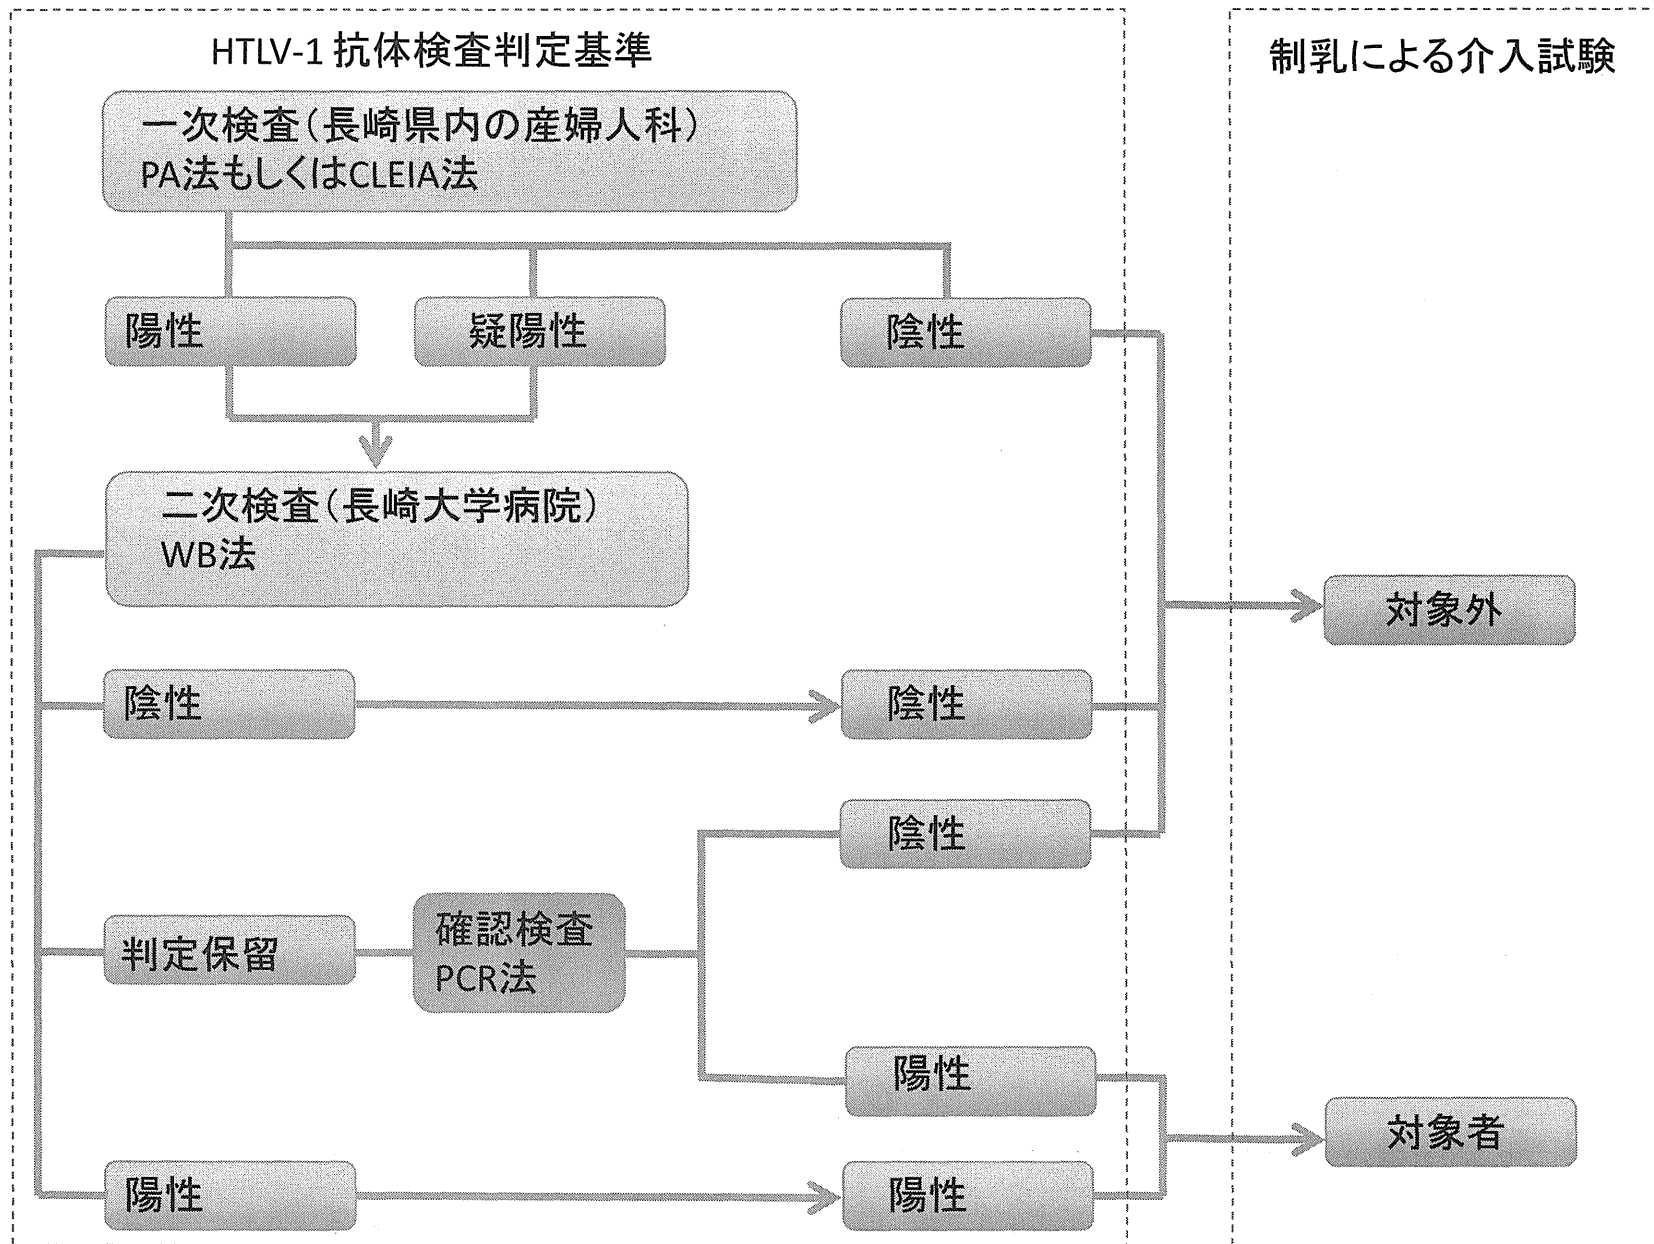 HTLV-1 抗体検査判定基準
制乳による介入試験
一次検査(長崎県内の産婦人科)
PA法もしくはCLEIA法
陽性
疑陽性
陰性
二次検査(長崎大学病院)
WB法
対象外
陰性
陰性
陰性
判定保留
確認検査
PCR法
陽性
対象者
陽性
陽性